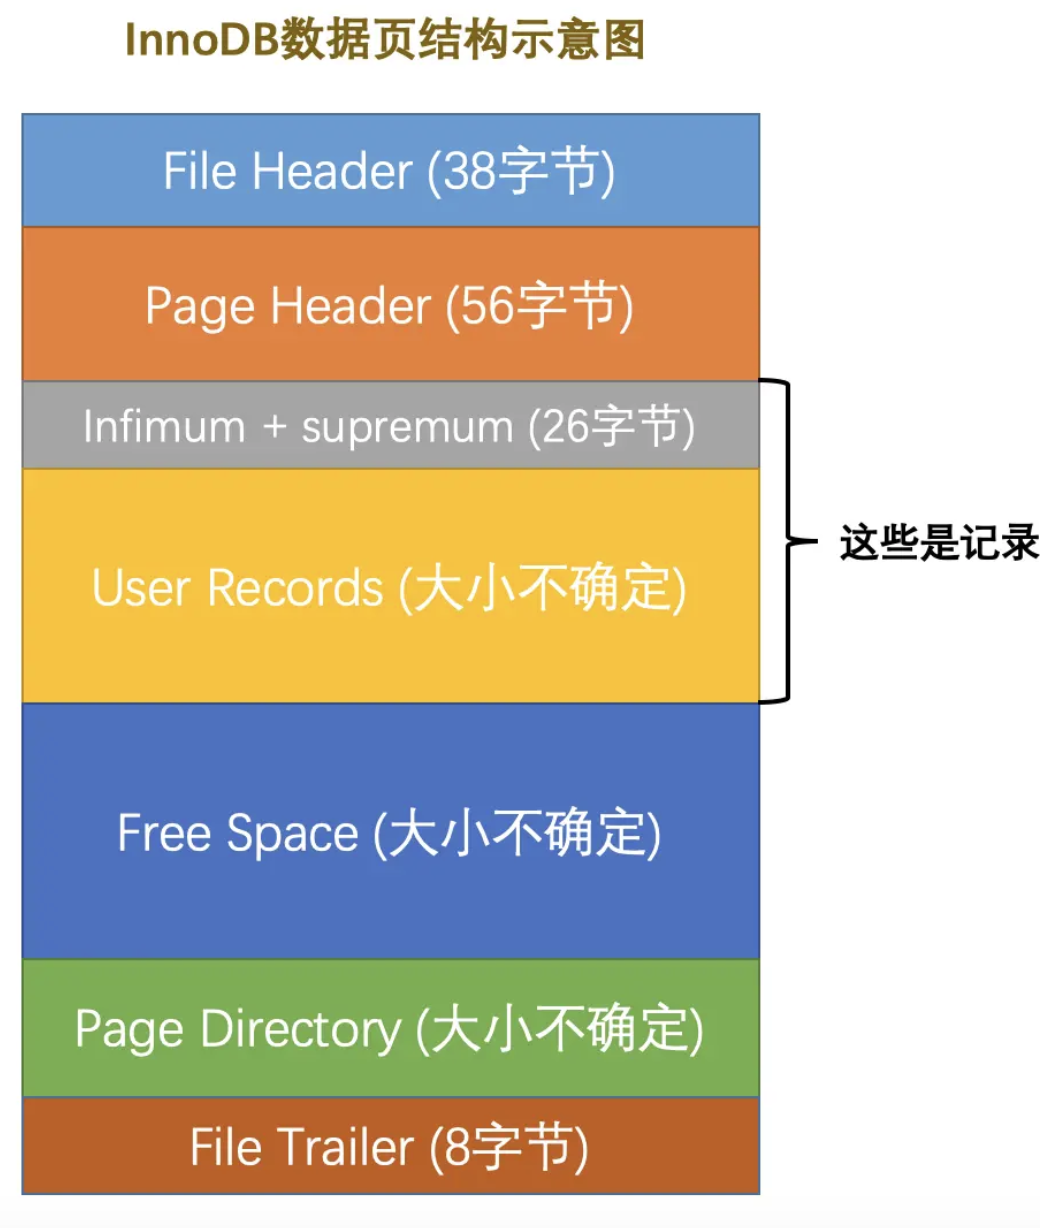 InnoDB数据页结构示意图
File Header (38字节)
Page Header (56字节)
Infimum + supremum (26字节)
User Records (大小不确定)
这些是记录
Free Space (大小不确定)
Page Directory (大小不确定)
File Trailer (8字节)